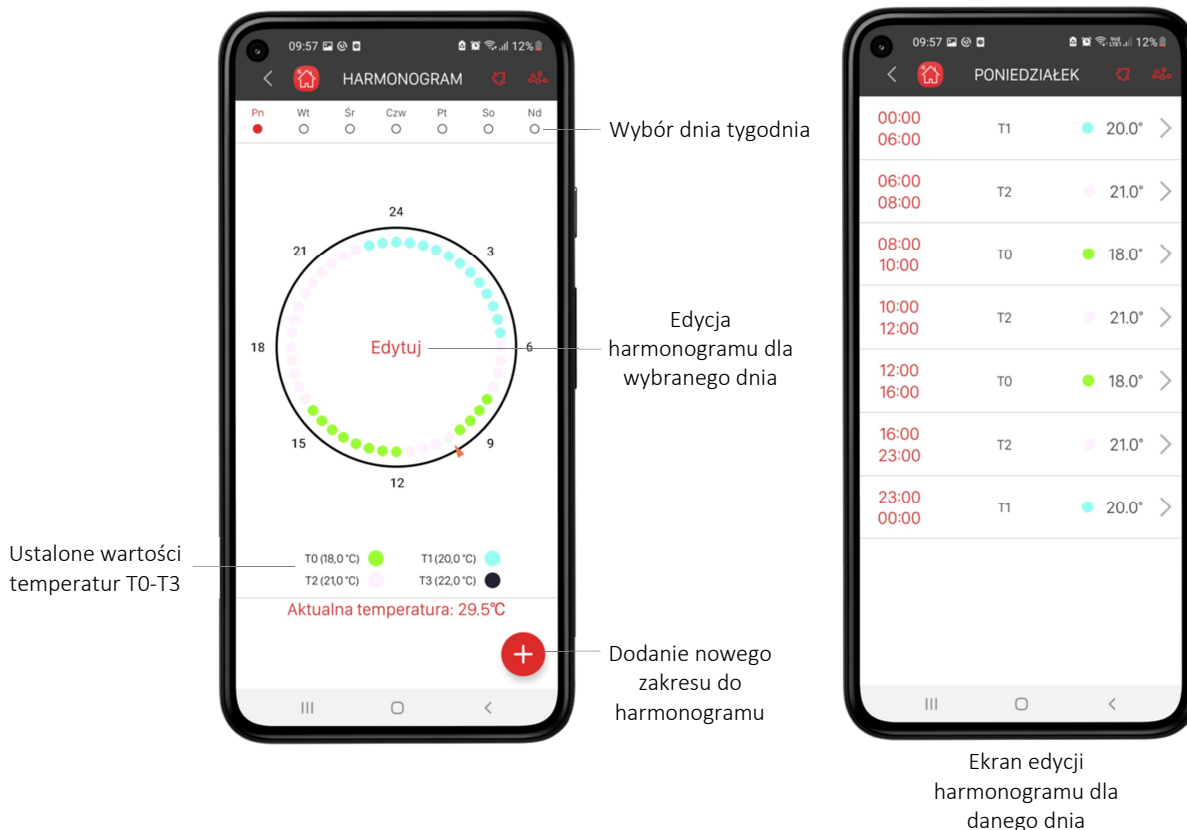 09:57
12%
HARMONOGRAM
Pn Wt Śr Czw Pt So Nd
Wybór dnia tygodnia
24
21
3
18
Edytuj
6
Edycja
harmonogramu dla
wybranego dnia
15
9
12
Ustalone wartości
temperatur T0-T3
T0 (18,0 °C) T1 (20,0 °C)
T2 (21,0 °C) T3 (22,0 °C)
Aktualna temperatura: 29.5°C
+
Dodanie nowego
zakresu do
harmonogramu
09:57
12%
PONIEDZIAŁEK
00:00
06:00
T1 20.0°
06:00
08:00
T2 21.0°
08:00
10:00
T0 18.0°
10:00
12:00
T2 21.0°
12:00
16:00
T0 18.0°
16:00
23:00
T2 21.0°
23:00
00:00
T1 20.0°
Ekran edycji
harmonogramu dla
danego dnia